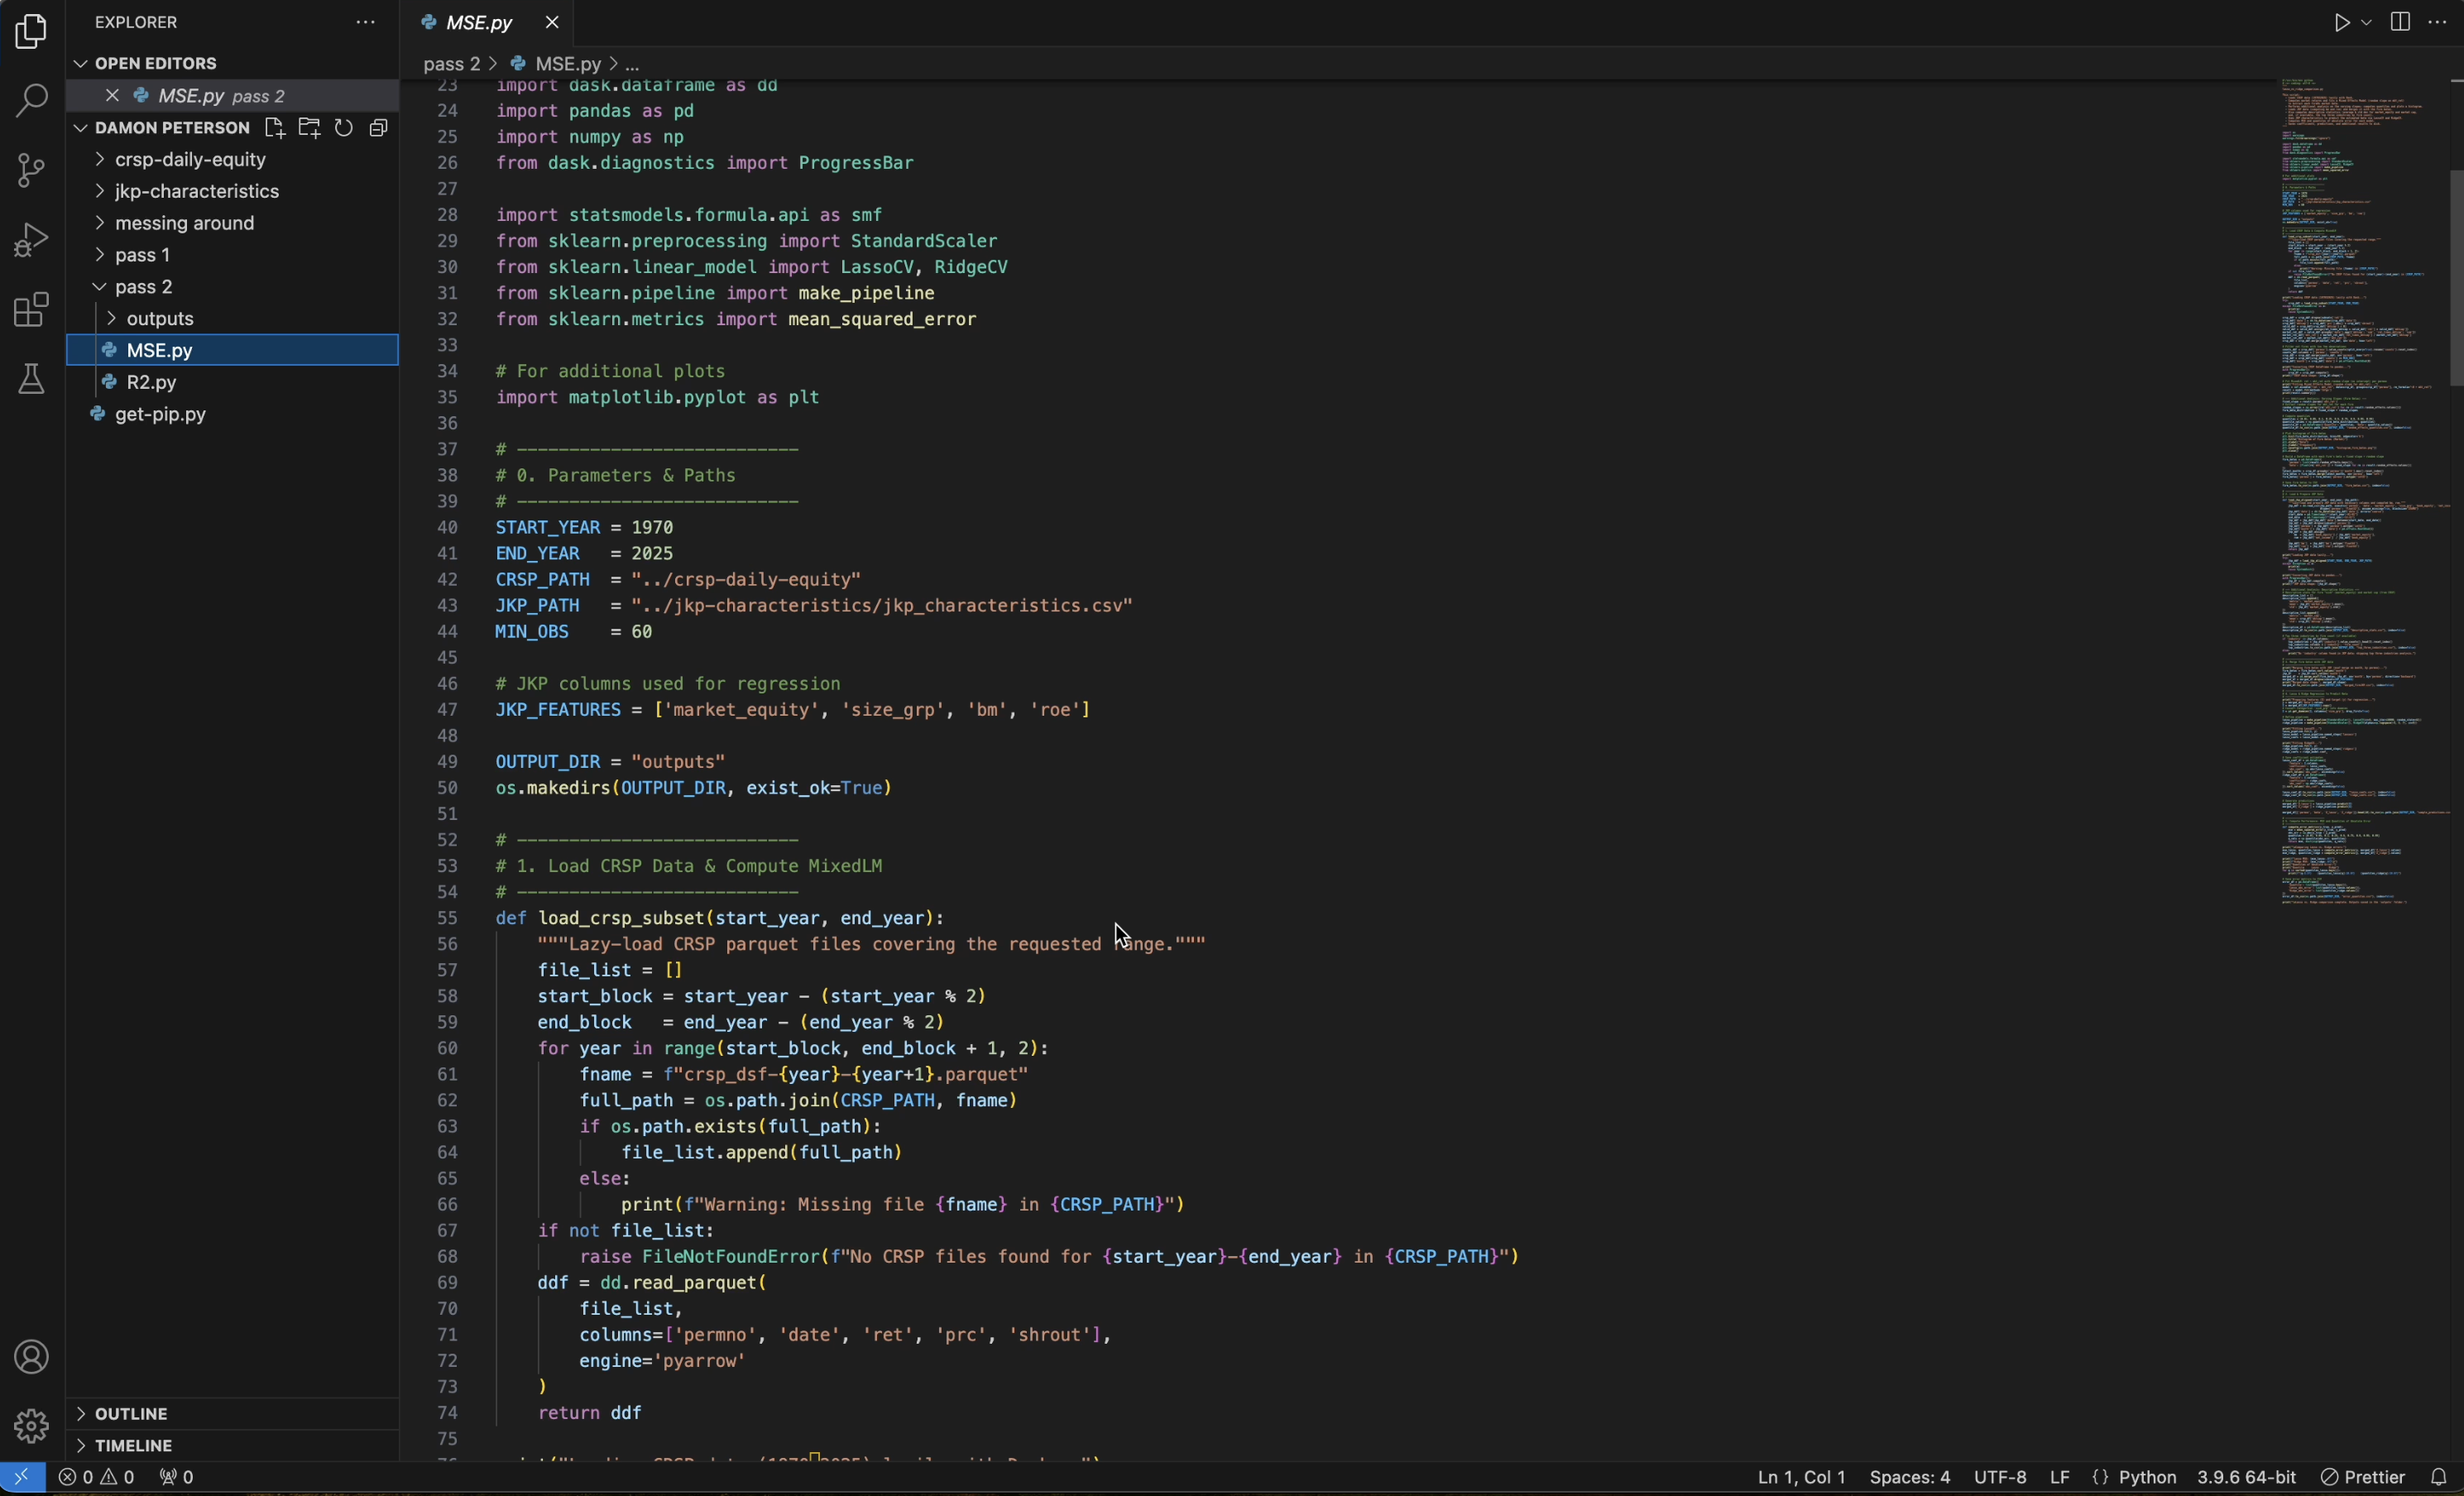 EXPLORER
OPEN EDITORS
MSE.py pass 2
DAMON PETERSON
crsp-daily-equity
jkp-characteristics
messing around
pass 1
pass 2
outputs
MSE.py
R2.py
get-pip.py
OUTLINE
TIMELINE
MSE.py
pass 2 > MSE.py > ...
23 import dask.dataframe as dd
24 import pandas as pd
25 import numpy as np
26 from dask.diagnostics import ProgressBar
27
28 import statsmodels.formula.api as smf
29 from sklearn.preprocessing import StandardScaler
30 from sklearn.linear_model import LassoCV, RidgeCV
31 from sklearn.pipeline import make_pipeline
32 from sklearn.metrics import mean_squared_error
33
34 # For additional plots
35 import matplotlib.pyplot as plt
36
37 # ---------------------------
38 # 0. Parameters & Paths
39 # ---------------------------
40 START_YEAR = 1970
41 END_YEAR   = 2025
42 CRSP_PATH  = "../crsp-daily-equity"
43 JKP_PATH   = "../jkp-characteristics/jkp_characteristics.csv"
44 MIN_OBS    = 60
45
46 # JKP columns used for regression
47 JKP_FEATURES = ['market_equity', 'size_grp', 'bm', 'roe']
48
49 OUTPUT_DIR = "outputs"
50 os.makedirs(OUTPUT_DIR, exist_ok=True)
51
52 # ---------------------------
53 # 1. Load CRSP Data & Compute MixedLM
54 # ---------------------------
55 def load_crsp_subset(start_year, end_year):
56     """Lazy-load CRSP parquet files covering the requested range."""
57     file_list = []
58     start_block = start_year - (start_year % 2)
59     end_block   = end_year - (end_year % 2)
60     for year in range(start_block, end_block + 1, 2):
61         fname = f"crsp_dsf-{year}-{year+1}.parquet"
62         full_path = os.path.join(CRSP_PATH, fname)
63         if os.path.exists(full_path):
64             file_list.append(full_path)
65         else:
66             print(f"Warning: Missing file {fname} in {CRSP_PATH}")
67     if not file_list:
68         raise FileNotFoundError(f"No CRSP files found for {start_year}-{end_year} in {CRSP_PATH}")
69     ddf = dd.read_parquet(
70         file_list,
71         columns=['permno', 'date', 'ret', 'prc', 'shrout'],
72         engine='pyarrow'
73     )
74     return ddf
75
0 0 0 Ln 1, Col 1 Spaces: 4 UTF-8 LF {} Python 3.9.6 64-bit Prettier